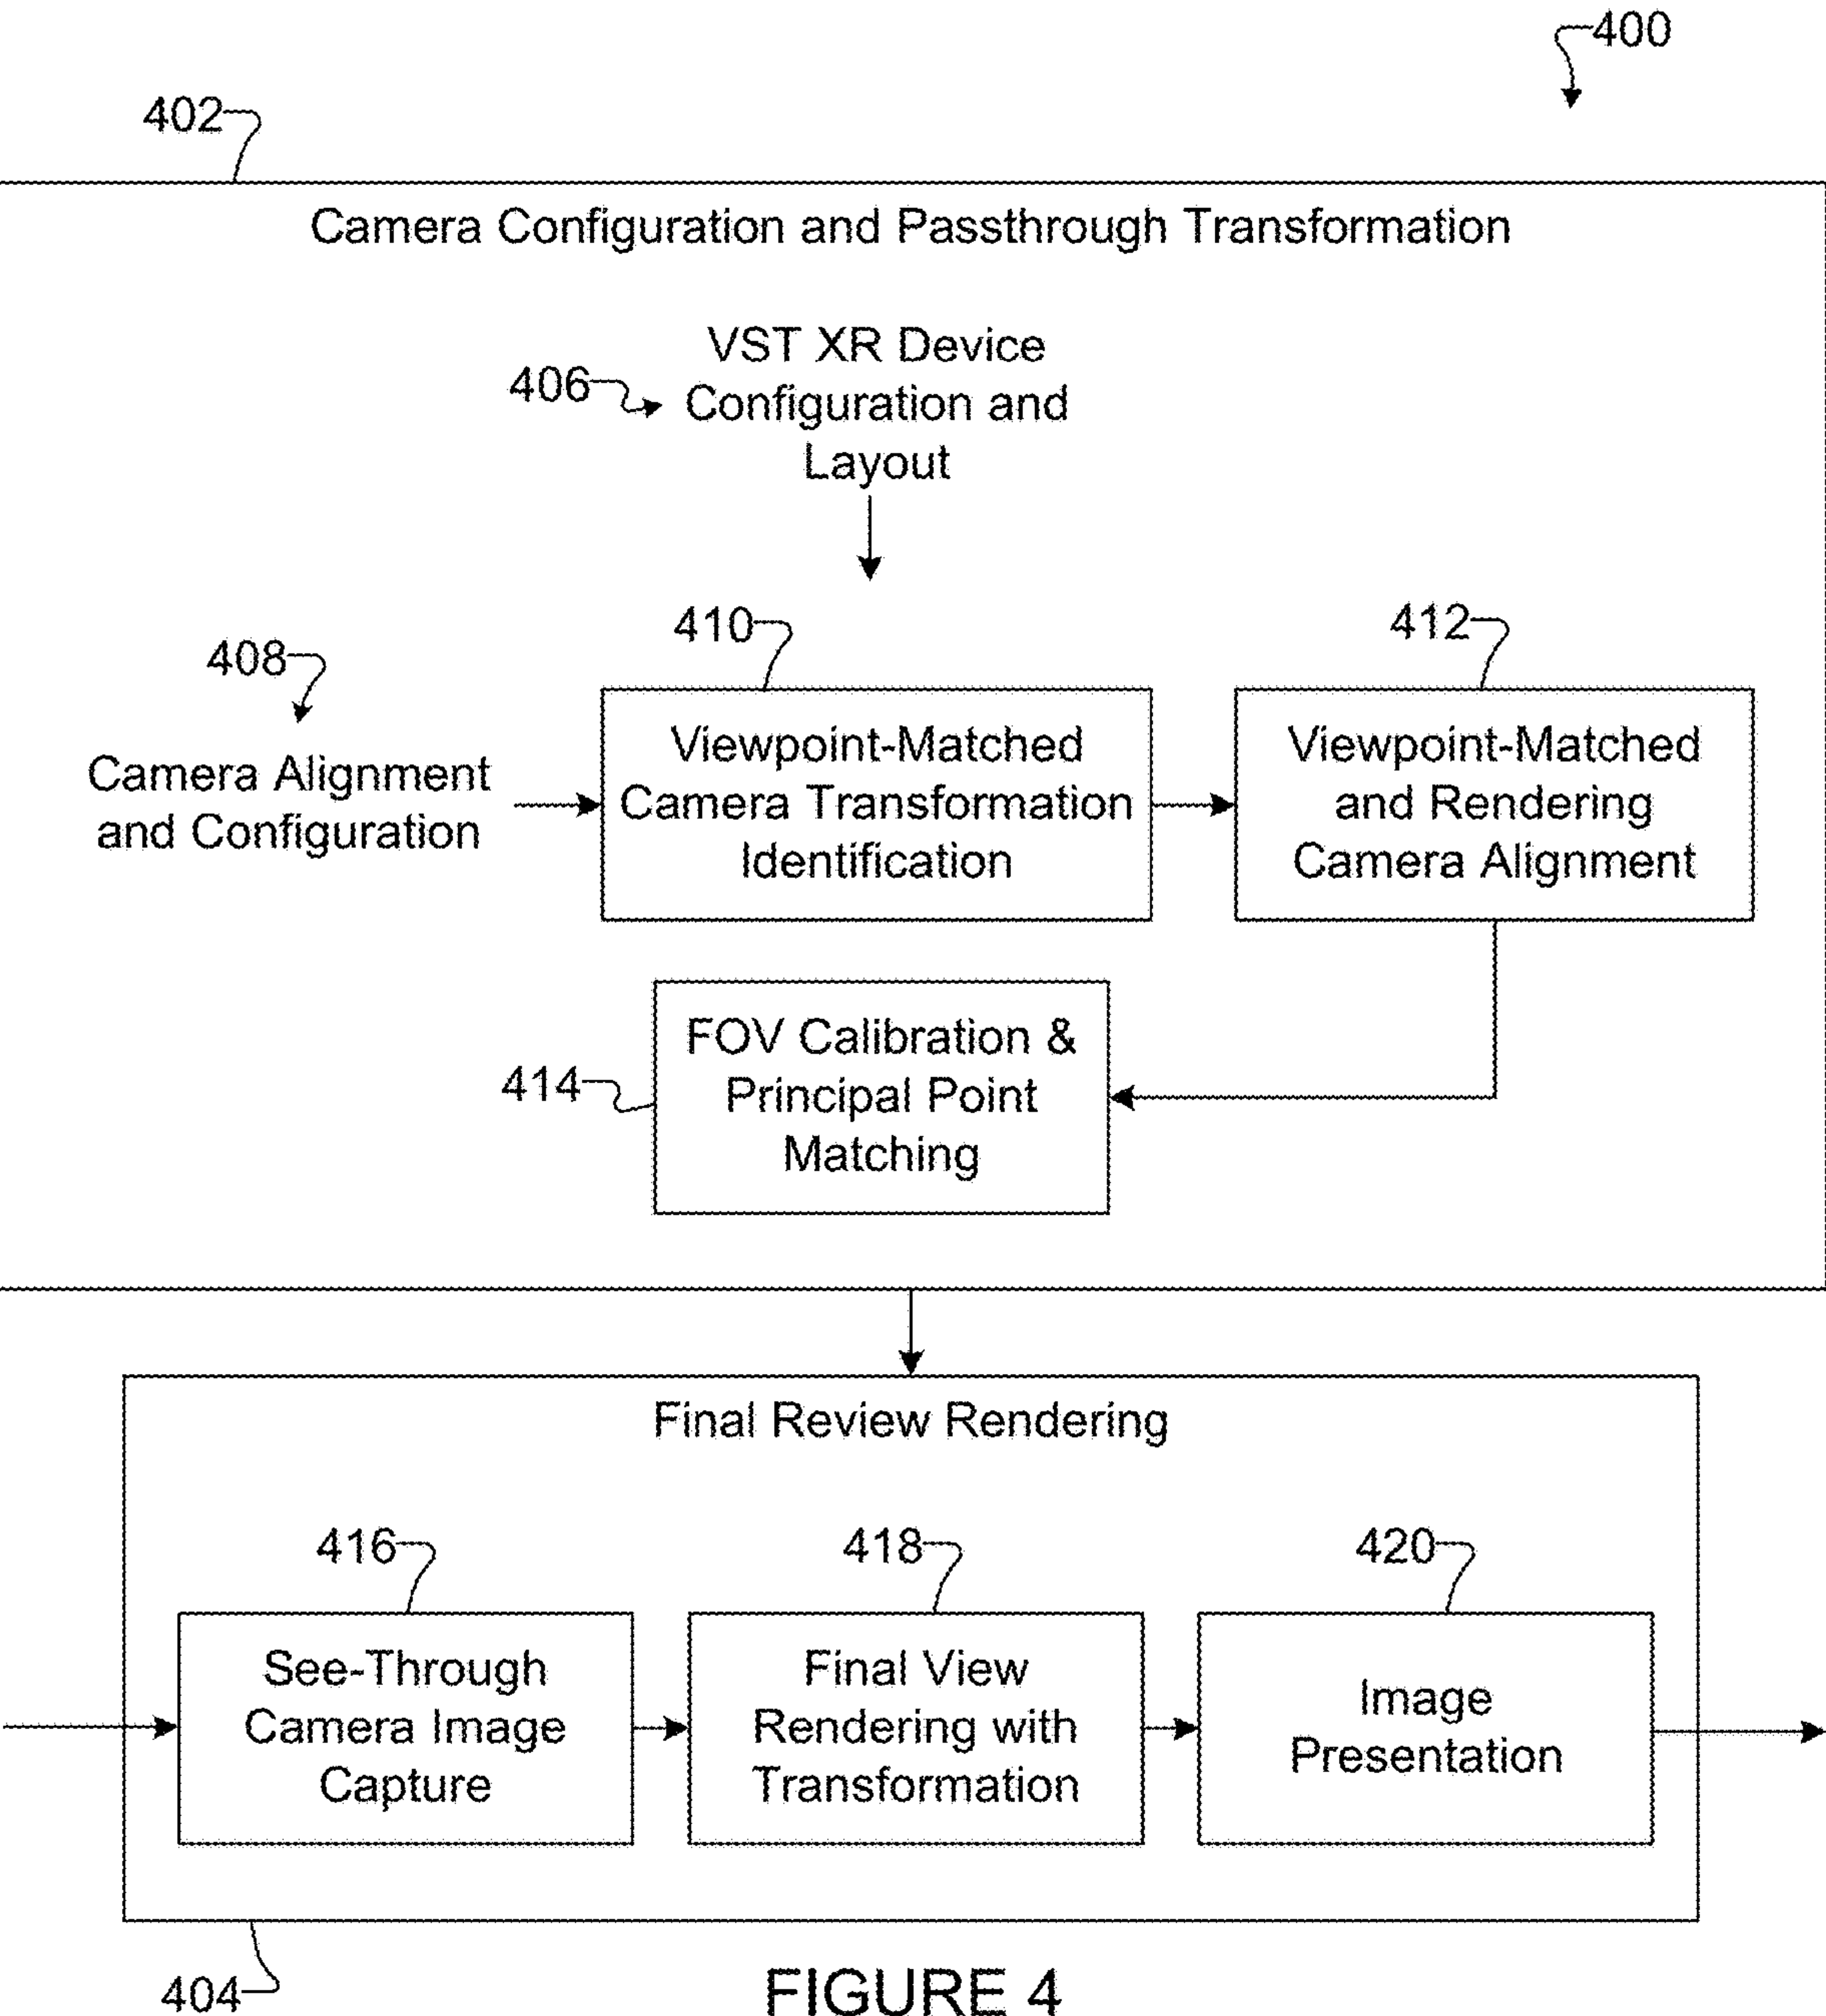 400
402
Camera Configuration and Passthrough Transformation
VST XR Device
406
Configuration and
Layout
410
412
408
Viewpoint-Matched
Camera Transformation
Identification
Viewpoint-Matched
and Rendering
Camera Alignment
Camera Alignment
and Configuration
FOV Calibration &
Principal Point
Matching
414
Final Review Rendering
416
418
420
See-Through
Camera Image
Capture
Final View
Rendering with
Transformation
Image
Presentation
404
FIGURE 4